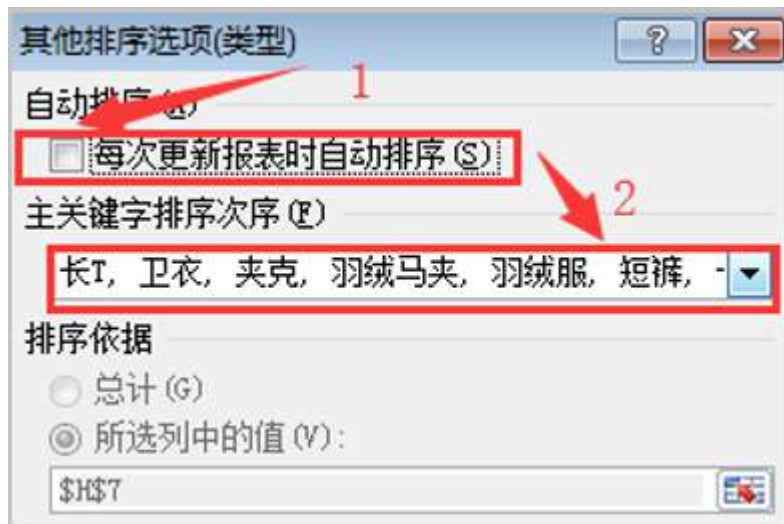 其他排序选项(类型)
1
自动排序(A)
每次更新报表时自动排序(S)
2
主关键字排序次序(F)
长T, 卫衣, 夹克, 羽绒马夹, 羽绒服, 短裤,
排序依据
总计(G)
所选列中的值(V):
$H$7